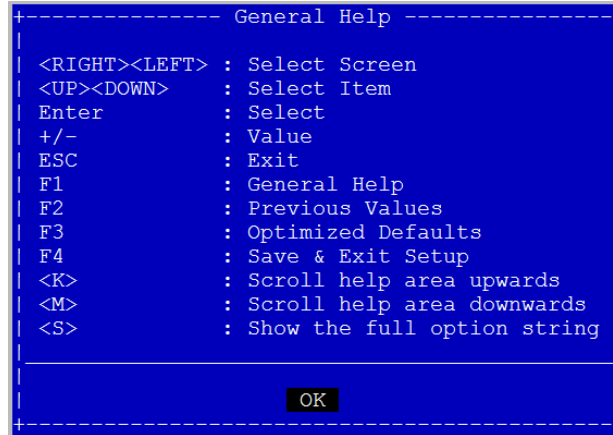 General Help
<RIGHT><LEFT> : Select Screen
<UP><DOWN> : Select Item
Enter : Select
+/- : Value
ESC : Exit
F1 : General Help
F2 : Previous Values
F3 : Optimized Defaults
F4 : Save & Exit Setup
<K> : Scroll help area upwards
<M> : Scroll help area downwards
<S> : Show the full option string
OK